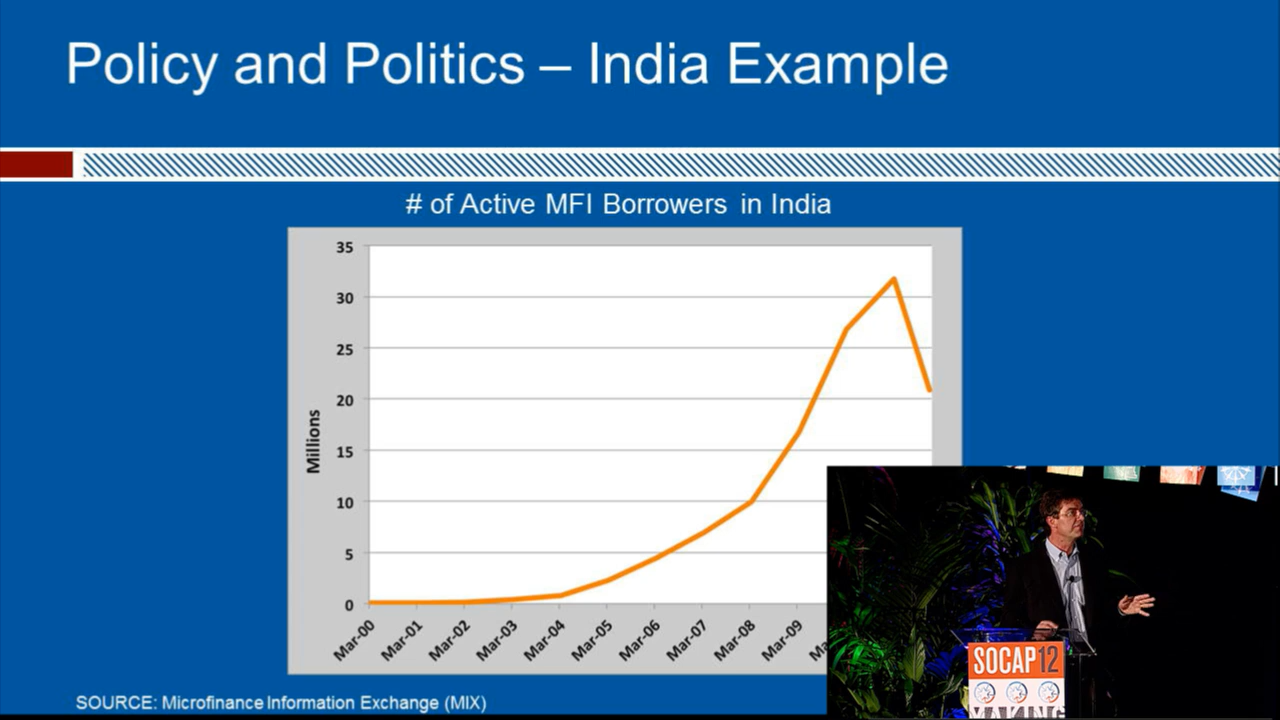 Policy and Politics – India Example
# of Active MFI Borrowers in India
35
30
25
20
15
10
5
0
Millions
Mar-00
Mar-01
Mar-02
Mar-03
Mar-04
Mar-05
Mar-06
Mar-07
Mar-08
Mar-09
SOURCE: Microfinance Information Exchange (MIX)
SOCAP12
MAKING